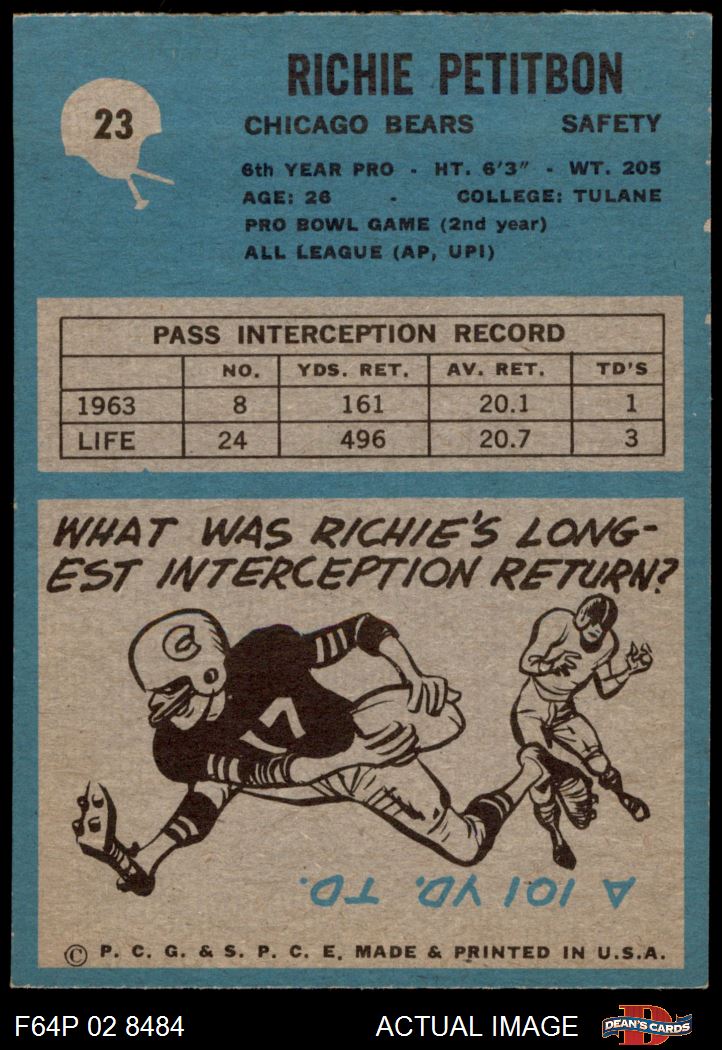 23
RICHIE PETITBON
CHICAGO BEARS SAFETY
6th YEAR PRO - HT. 6'3" - WT. 205
AGE: 26 - COLLEGE: TULANE
PRO BOWL GAME (2nd year)
ALL LEAGUE (AP, UPI)
PASS INTERCEPTION RECORD
NO. YDS. RET. AV. RET. TD'S
1963 8 161 20.1 1
LIFE 24 496 20.7 3
WHAT WAS RICHIE'S LONG-
EST INTERCEPTION RETURN?
C
7
A 101 YD. TD.
© P. C. G. & S. P. C. E. MADE & PRINTED IN U.S.A.
F64P 02 8484 ACTUAL IMAGE D DEAN'S CARDS